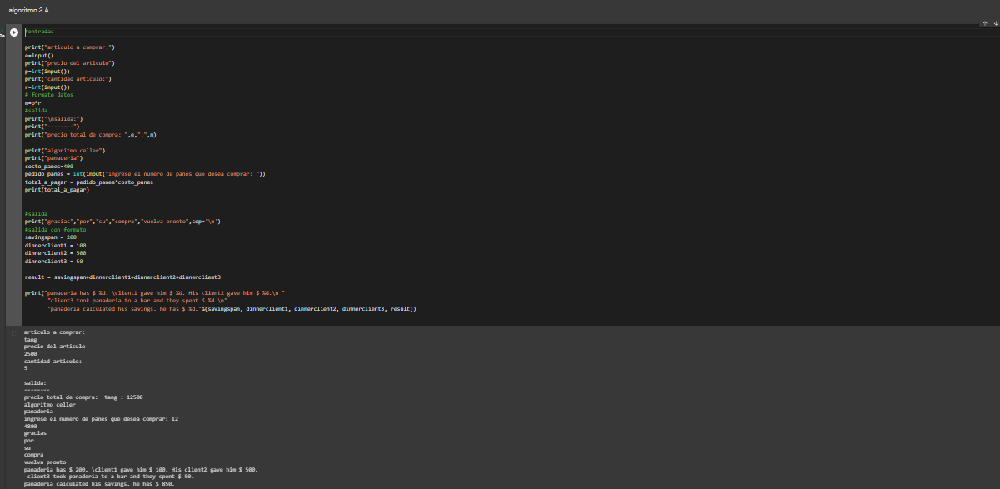 algoritmo 3.A
#entradas
print("articulo a comprar:")
e=input()
print("precio del articulo")
p=int(input())
print("cantidad articulo:")
r=int(input())
# formato datos
m=p*r
#salida
print("\nsalida:")
print("--------")
print("precio total de compra: ",e,":",m)
print("algoritmo celler")
print("panaderia")
costo_panes=400
pedido_panes = int(input("ingrese el numero de panes que desea comprar: "))
total_a_pagar = pedido_panes*costo_panes
print(total_a_pagar)
#salida
print("gracias","por","su","compra","vuelva pronto",sep='\n')
#salida con formato
savingspan = 200
dinnerclient1 = 100
dinnerclient2 = 500
dinnerclient3 = 50
result = savingspan+dinnerclient1+dinnerclient2+dinnerclient3
print("panaderia has $ %d. \client1 gave him $ %d. His client2 gave him $ %d.\n "
"client3 took panaderia to a bar and they spent $ %d.\n"
"panaderia calculated his savings. he has $ %d."%(savingspan, dinnerclient1, dinnerclient2, dinnerclient3, result))
articulo a comprar:
tang
precio del articulo
2500
cantidad articulo:
5
salida:
--------
precio total de compra:  tang : 12500
algoritmo celler
panaderia
ingrese el numero de panes que desea comprar: 12
4800
gracias
por
su
compra
vuelva pronto
panaderia has $ 200. \client1 gave him $ 100. His client2 gave him $ 500.
client3 took panaderia to a bar and they spent $ 50.
panaderia calculated his savings. he has $ 850.